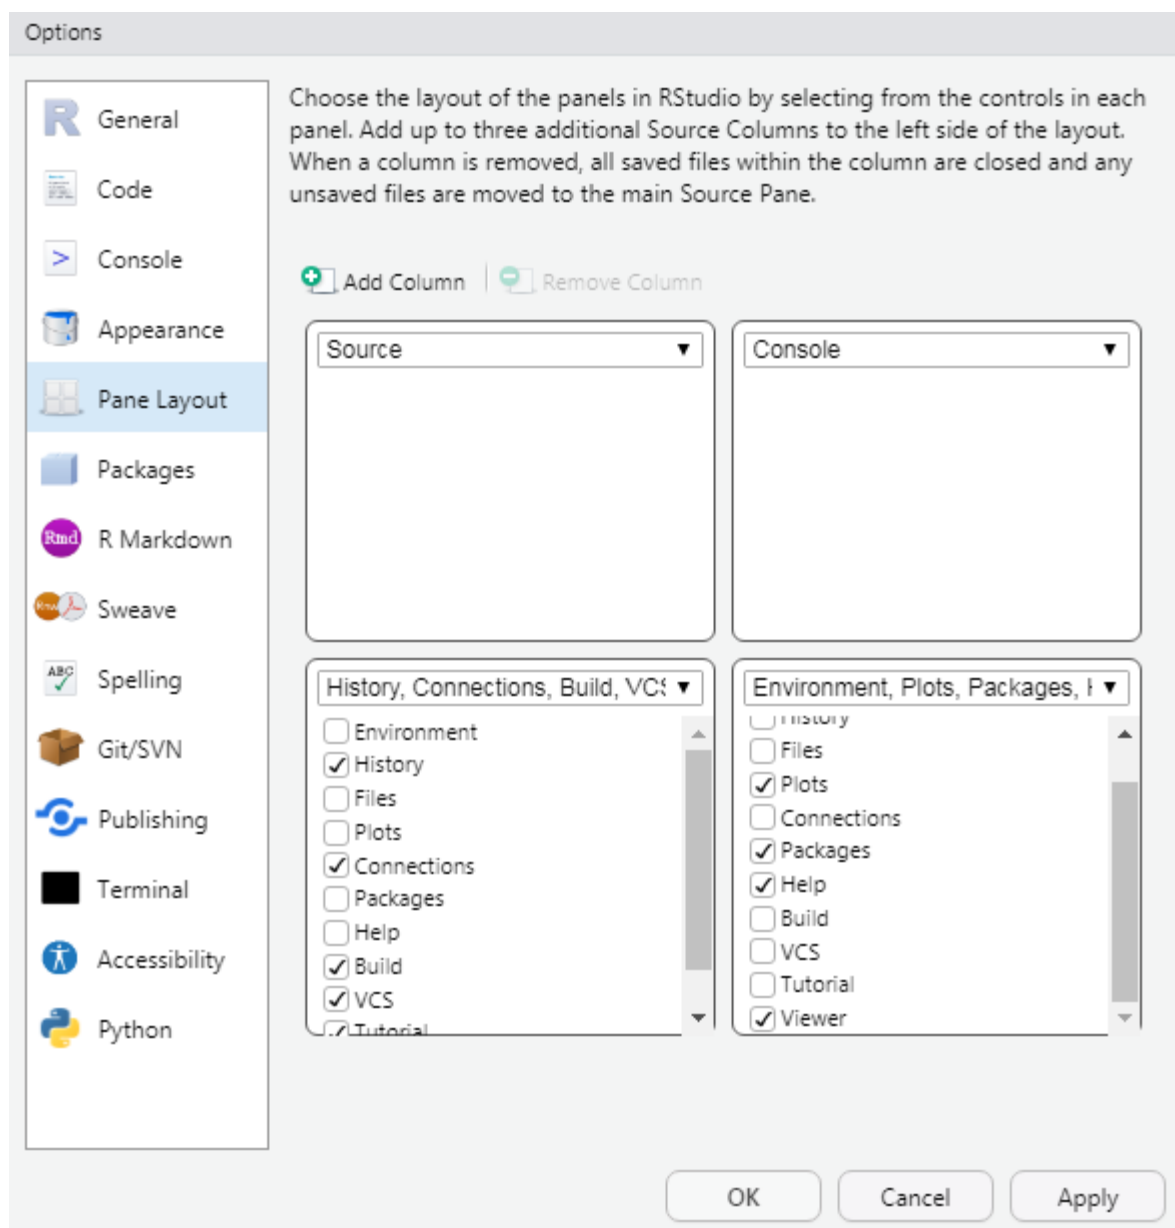 Options
General
Code
Console
Appearance
Pane Layout
Packages
R Markdown
Sweave
Spelling
Git/SVN
Publishing
Terminal
Accessibility
Python
Choose the layout of the panels in RStudio by selecting from the controls in each
panel. Add up to three additional Source Columns to the left side of the layout.
When a column is removed, all saved files within the column are closed and any
unsaved files are moved to the main Source Pane.
Add Column
Remove Column
Source
Console
History, Connections, Build, VCS
Environment
History
Files
Plots
Connections
Packages
Help
Build
VCS
Tutorial
Environment, Plots, Packages,
History
Files
Plots
Connections
Packages
Help
Build
VCS
Tutorial
Viewer
OK
Cancel
Apply